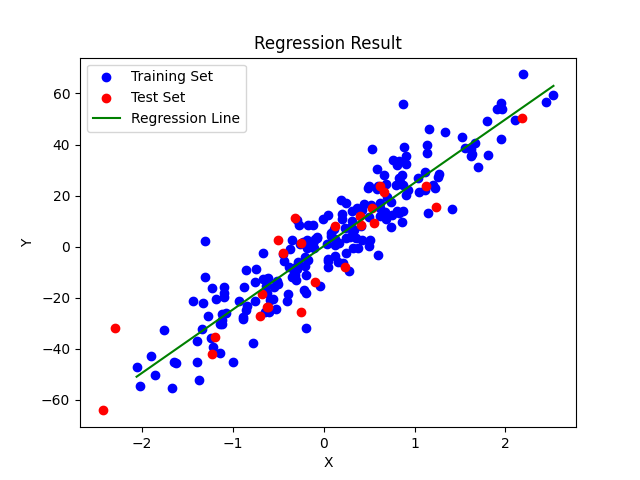 Regression Result
Training Set
Test Set
Regression Line
60
40
20
0
−20
−40
−60
Y
−2
−1
0
1
2
X